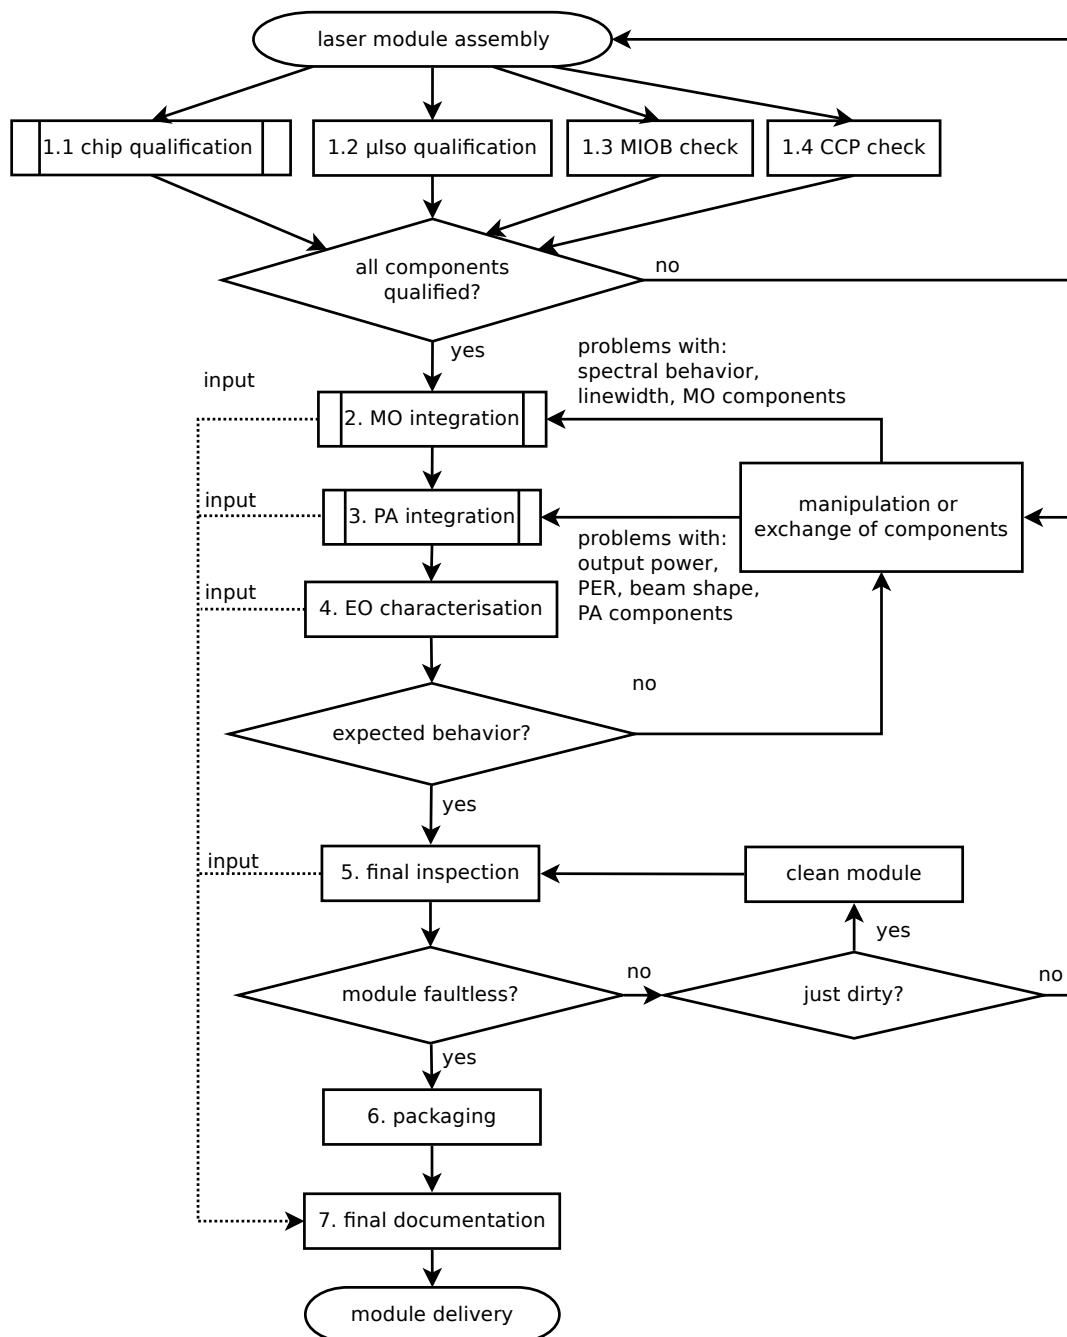 laser module assembly
1.1 chip qualification
1.2 µIso qualification
1.3 MIOB check
1.4 CCP check
all components
qualified?
no
yes
problems with:
spectral behavior,
linewidth, MO components
input
2. MO integration
input
3. PA integration
manipulation or
exchange of components
problems with:
output power,
PER, beam shape,
PA components
input
4. EO characterisation
no
expected behavior?
yes
input
5. final inspection
clean module
yes
module faultless?
no
just dirty?
no
yes
6. packaging
7. final documentation
module delivery